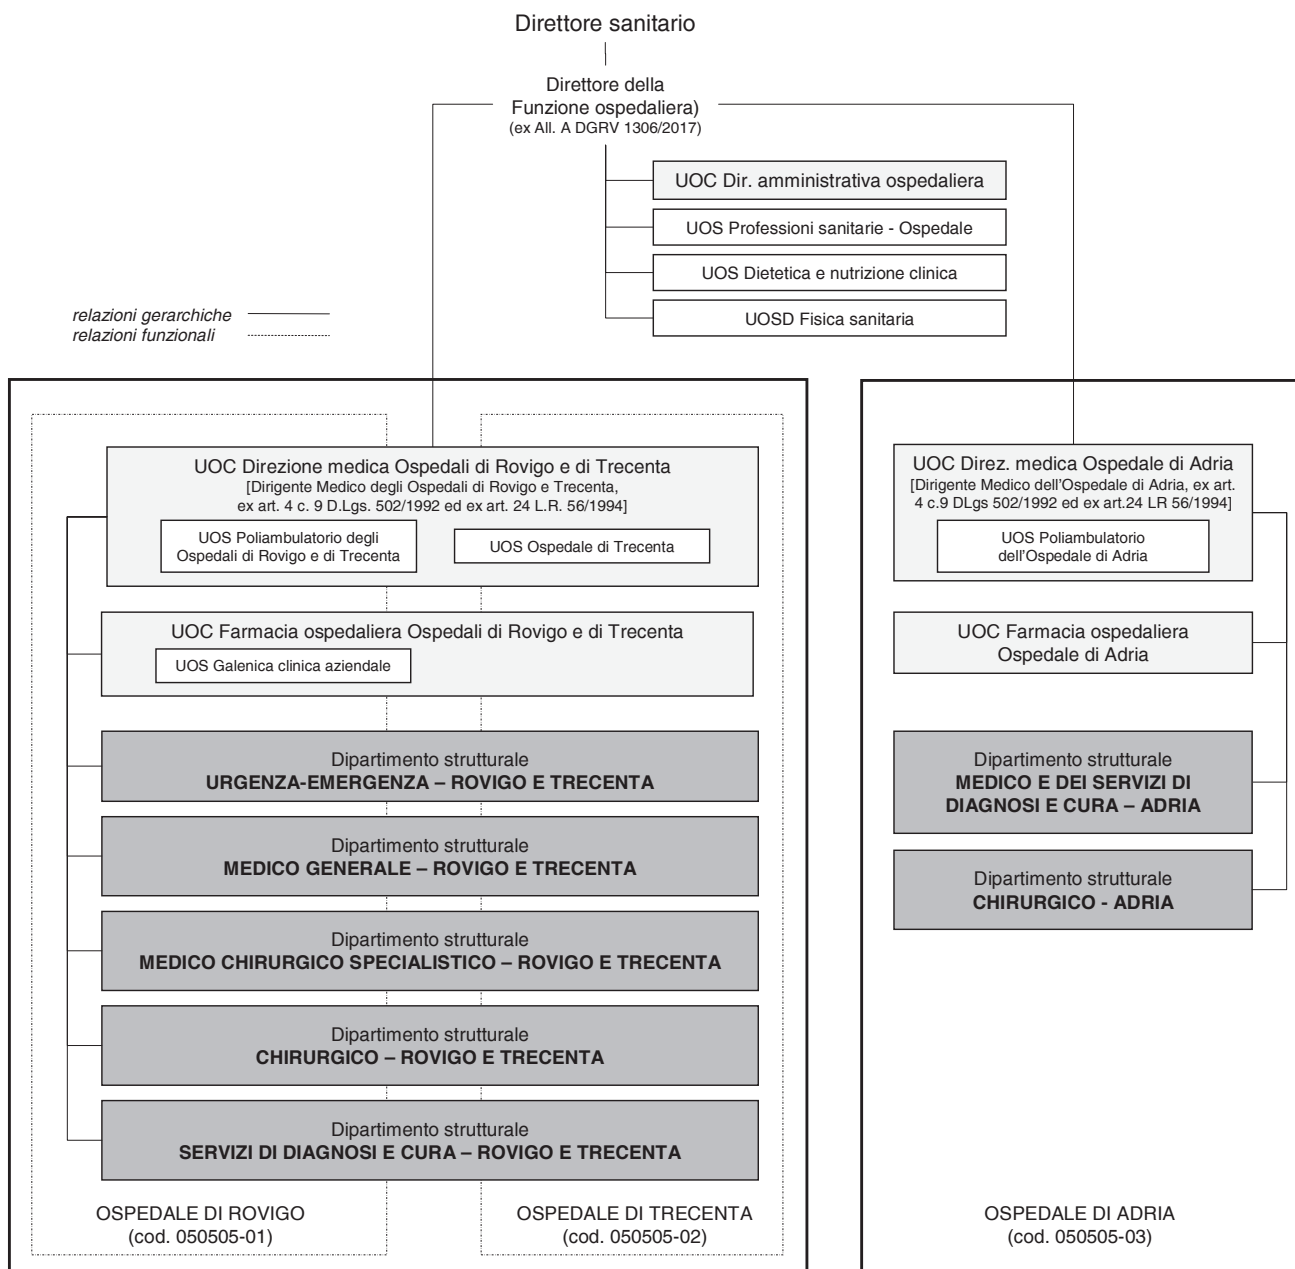 Direttore sanitario
Direttore della
Funzione ospedaliera)
(ex All. A DGRV 1306/2017)
UOC Dir. amministrativa ospedaliera
UOS Professioni sanitarie - Ospedale
UOS Dietetica e nutrizione clinica
UOSD Fisica sanitaria
relazioni gerarchiche
relazioni funzionali
UOC Direzione medica Ospedali di Rovigo e di Trecenta
[Dirigente Medico degli Ospedali di Rovigo e Trecenta,
ex art. 4 c. 9 D.Lgs. 502/1992 ed ex art. 24 L.R. 56/1994]
UOS Poliambulatorio degli
Ospedali di Rovigo e di Trecenta
UOS Ospedale di Trecenta
UOC Farmacia ospedaliera Ospedali di Rovigo e di Trecenta
UOS Galenica clinica aziendale
Dipartimento strutturale
URGENZA-EMERGENZA – ROVIGO E TRECENTA
Dipartimento strutturale
MEDICO GENERALE – ROVIGO E TRECENTA
Dipartimento strutturale
MEDICO CHIRURGICO SPECIALISTICO – ROVIGO E TRECENTA
Dipartimento strutturale
CHIRURGICO – ROVIGO E TRECENTA
Dipartimento strutturale
SERVIZI DI DIAGNOSI E CURA – ROVIGO E TRECENTA
OSPEDALE DI ROVIGO
(cod. 050505-01)
OSPEDALE DI TRECENTA
(cod. 050505-02)
UOC Direz. medica Ospedale di Adria
[Dirigente Medico dell'Ospedale di Adria, ex art.
4 c.9 DLgs 502/1992 ed ex art.24 LR 56/1994]
UOS Poliambulatorio
dell'Ospedale di Adria
UOC Farmacia ospedaliera
Ospedale di Adria
Dipartimento strutturale
MEDICO E DEI SERVIZI DI
DIAGNOSI E CURA – ADRIA
Dipartimento strutturale
CHIRURGICO - ADRIA
OSPEDALE DI ADRIA
(cod. 050505-03)